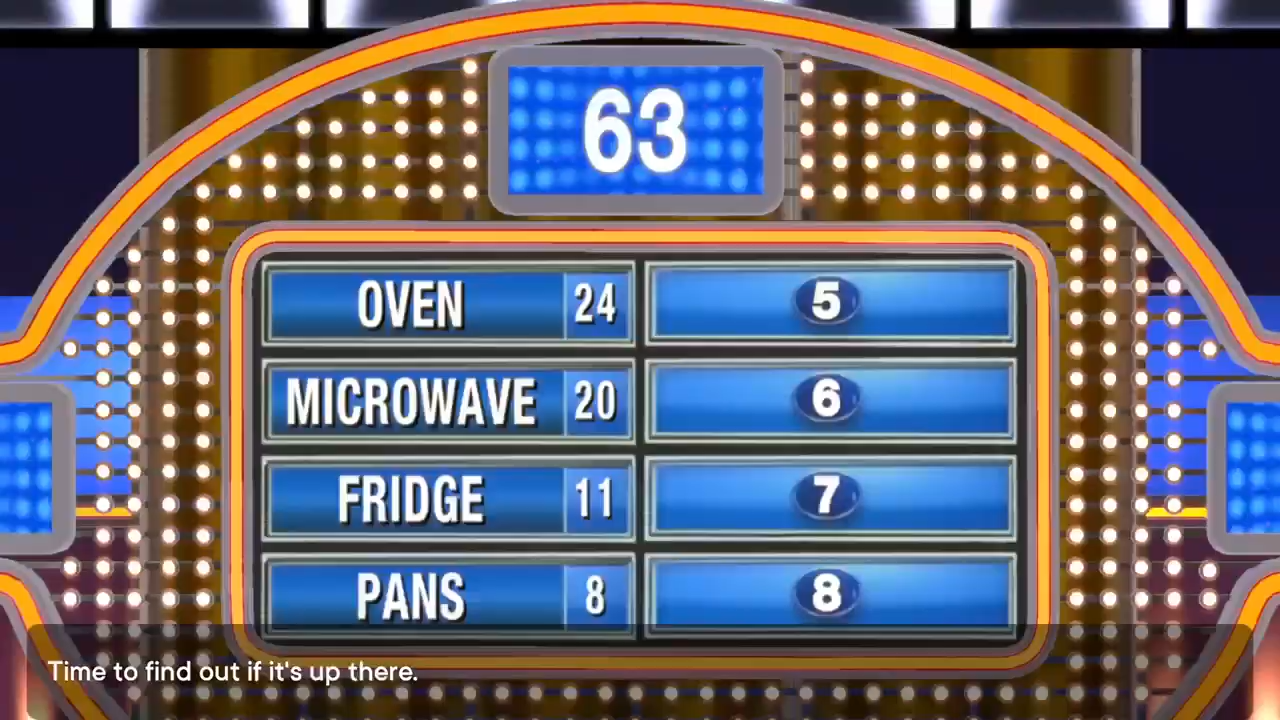 63
OVEN 24
MICROWAVE 20
FRIDGE 11
PANS 8
5
6
7
8
Time to find out if it's up there.